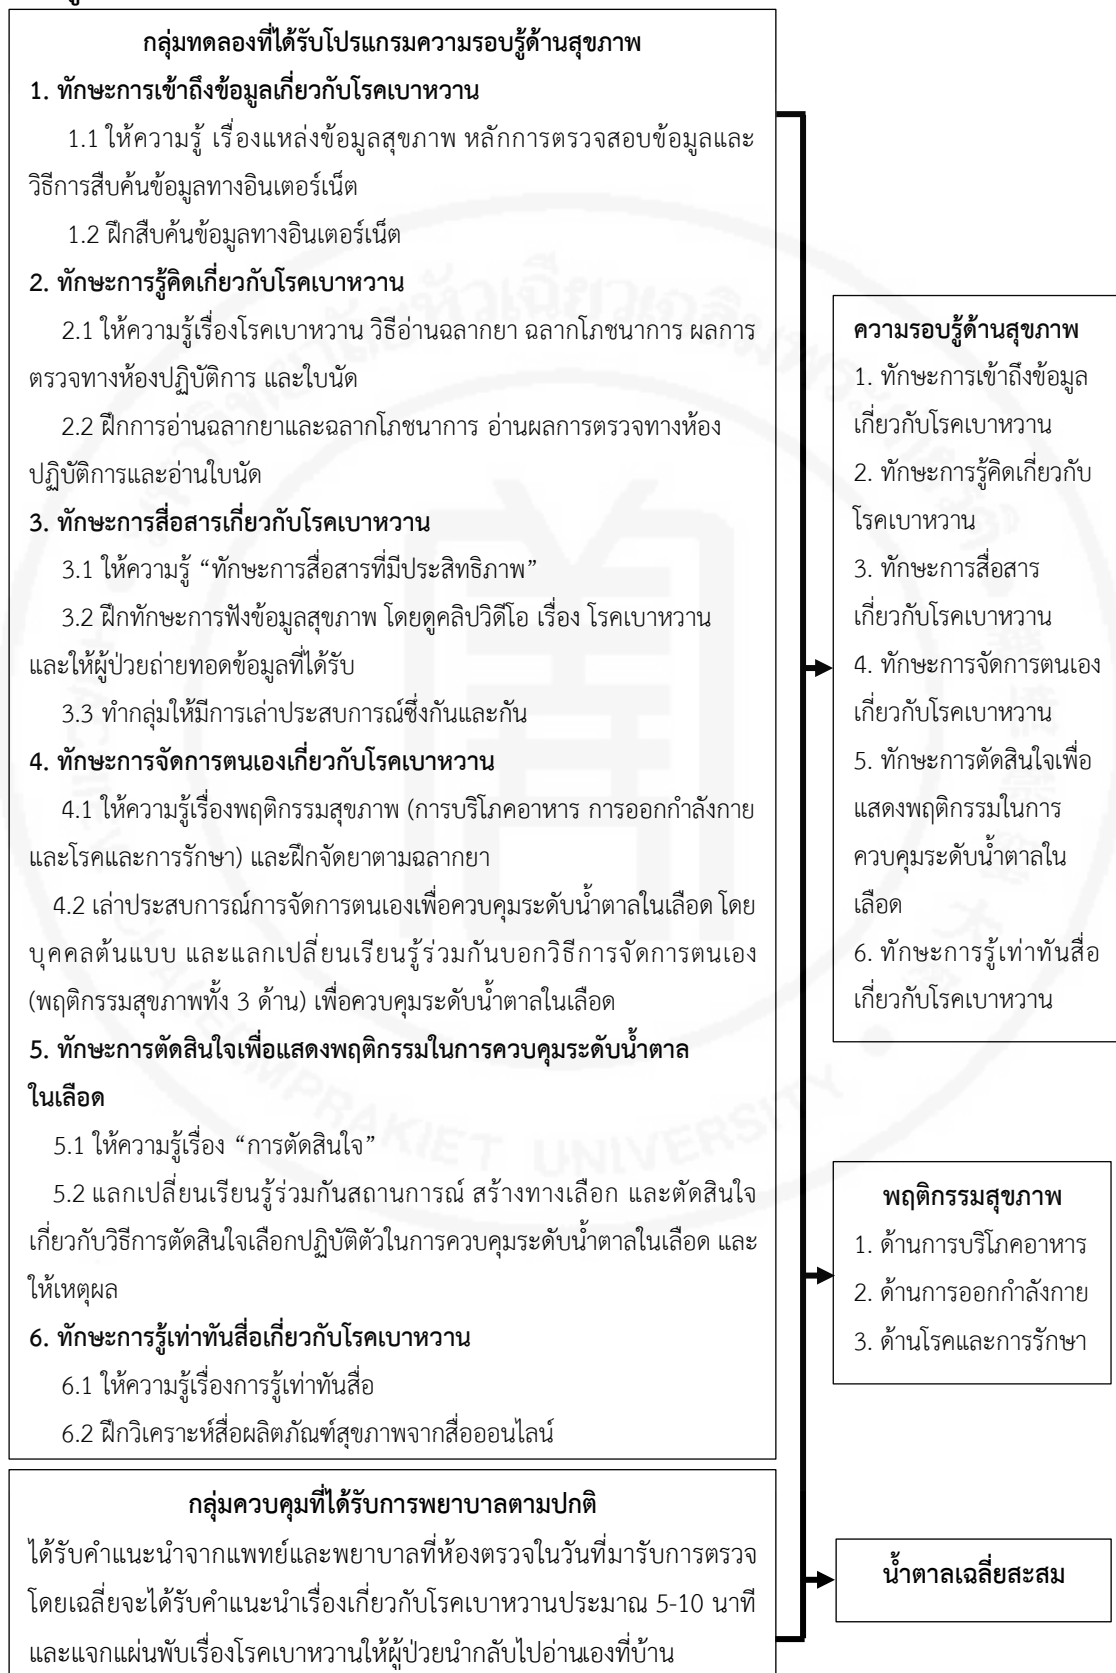 กลุ่มทดลองที่ได้รับโปรแกรมความรอบรู้ด้านสุขภาพ
1. ทักษะการเข้าถึงข้อมูลเกี่ยวกับโรคเบาหวาน
1.1 ให้ความรู้ เรื่องแหล่งข้อมูลสุขภาพ หลักการตรวจสอบข้อมูลและ
วิธีการสืบค้นข้อมูลทางอินเตอร์เน็ต
1.2 ฝึกสืบค้นข้อมูลทางอินเตอร์เน็ต
2. ทักษะการรู้คิดเกี่ยวกับโรคเบาหวาน
2.1 ให้ความรู้เรื่องโรคเบาหวาน วิธีอ่านฉลากยา ฉลากโภชนาการ ผลการ
ตรวจทางห้องปฏิบัติการ และใบนัด
2.2 ฝึกการอ่านฉลากยาและฉลากโภชนาการ อ่านผลการตรวจทางห้อง
ปฏิบัติการและอ่านใบนัด
3. ทักษะการสื่อสารเกี่ยวกับโรคเบาหวาน
3.1 ให้ความรู้ “ทักษะการสื่อสารที่มีประสิทธิภาพ”
3.2 ฝึกทักษะการฟังข้อมูลสุขภาพ โดยดูคลิปวิดีโอ เรื่อง โรคเบาหวาน
และให้ผู้ป่วยถ่ายทอดข้อมูลที่ได้รับ
3.3 ทำกลุ่มให้มีการเล่าประสบการณ์ซึ่งกันและกัน
4. ทักษะการจัดการตนเองเกี่ยวกับโรคเบาหวาน
4.1 ให้ความรู้เรื่องพฤติกรรมสุขภาพ (การบริโภคอาหาร การออกกำลังกาย
และโรคและการรักษา) และฝึกจัดยาตามฉลากยา
4.2 เล่าประสบการณ์การจัดการตนเองเพื่อควบคุมระดับน้ำตาลในเลือด โดย
บุคคลต้นแบบ และแลกเปลี่ยนเรียนรู้ร่วมกันบอกวิธีการจัดการตนเอง
(พฤติกรรมสุขภาพทั้ง 3 ด้าน) เพื่อควบคุมระดับน้ำตาลในเลือด
5. ทักษะการตัดสินใจเพื่อแสดงพฤติกรรมในการควบคุมระดับน้ำตาล
ในเลือด
5.1 ให้ความรู้เรื่อง “การตัดสินใจ”
5.2 แลกเปลี่ยนเรียนรู้ร่วมกันสถานการณ์ สร้างทางเลือก และตัดสินใจ
เกี่ยวกับวิธีการตัดสินใจเลือกปฏิบัติตัวในการควบคุมระดับน้ำตาลในเลือด และ
ให้เหตุผล
6. ทักษะการรู้เท่าทันสื่อเกี่ยวกับโรคเบาหวาน
6.1 ให้ความรู้เรื่องการรู้เท่าทันสื่อ
6.2 ฝึกวิเคราะห์สื่อผลิตภัณฑ์สุขภาพจากสื่อออนไลน์
กลุ่มควบคุมที่ได้รับการพยาบาลตามปกติ
ได้รับคำแนะนำจากแพทย์และพยาบาลที่ห้องตรวจในวันที่มารับการตรวจ
โดยเฉลี่ยจะได้รับคำแนะนำเรื่องเกี่ยวกับโรคเบาหวานประมาณ 5-10 นาที
และแจกแผ่นพับเรื่องโรคเบาหวานให้ผู้ป่วยนำกลับไปอ่านเองที่บ้าน
ความรอบรู้ด้านสุขภาพ
1. ทักษะการเข้าถึงข้อมูล
เกี่ยวกับโรคเบาหวาน
2. ทักษะการรู้คิดเกี่ยวกับ
โรคเบาหวาน
3. ทักษะการสื่อสาร
เกี่ยวกับโรคเบาหวาน
4. ทักษะการจัดการตนเอง
เกี่ยวกับโรคเบาหวาน
5. ทักษะการตัดสินใจเพื่อ
แสดงพฤติกรรมในการ
ควบคุมระดับน้ำตาลใน
เลือด
6. ทักษะการรู้เท่าทันสื่อ
เกี่ยวกับโรคเบาหวาน
พฤติกรรมสุขภาพ
1. ด้านการบริโภคอาหาร
2. ด้านการออกกำลังกาย
3. ด้านโรคและการรักษา
น้ำตาลเฉลี่ยสะสม